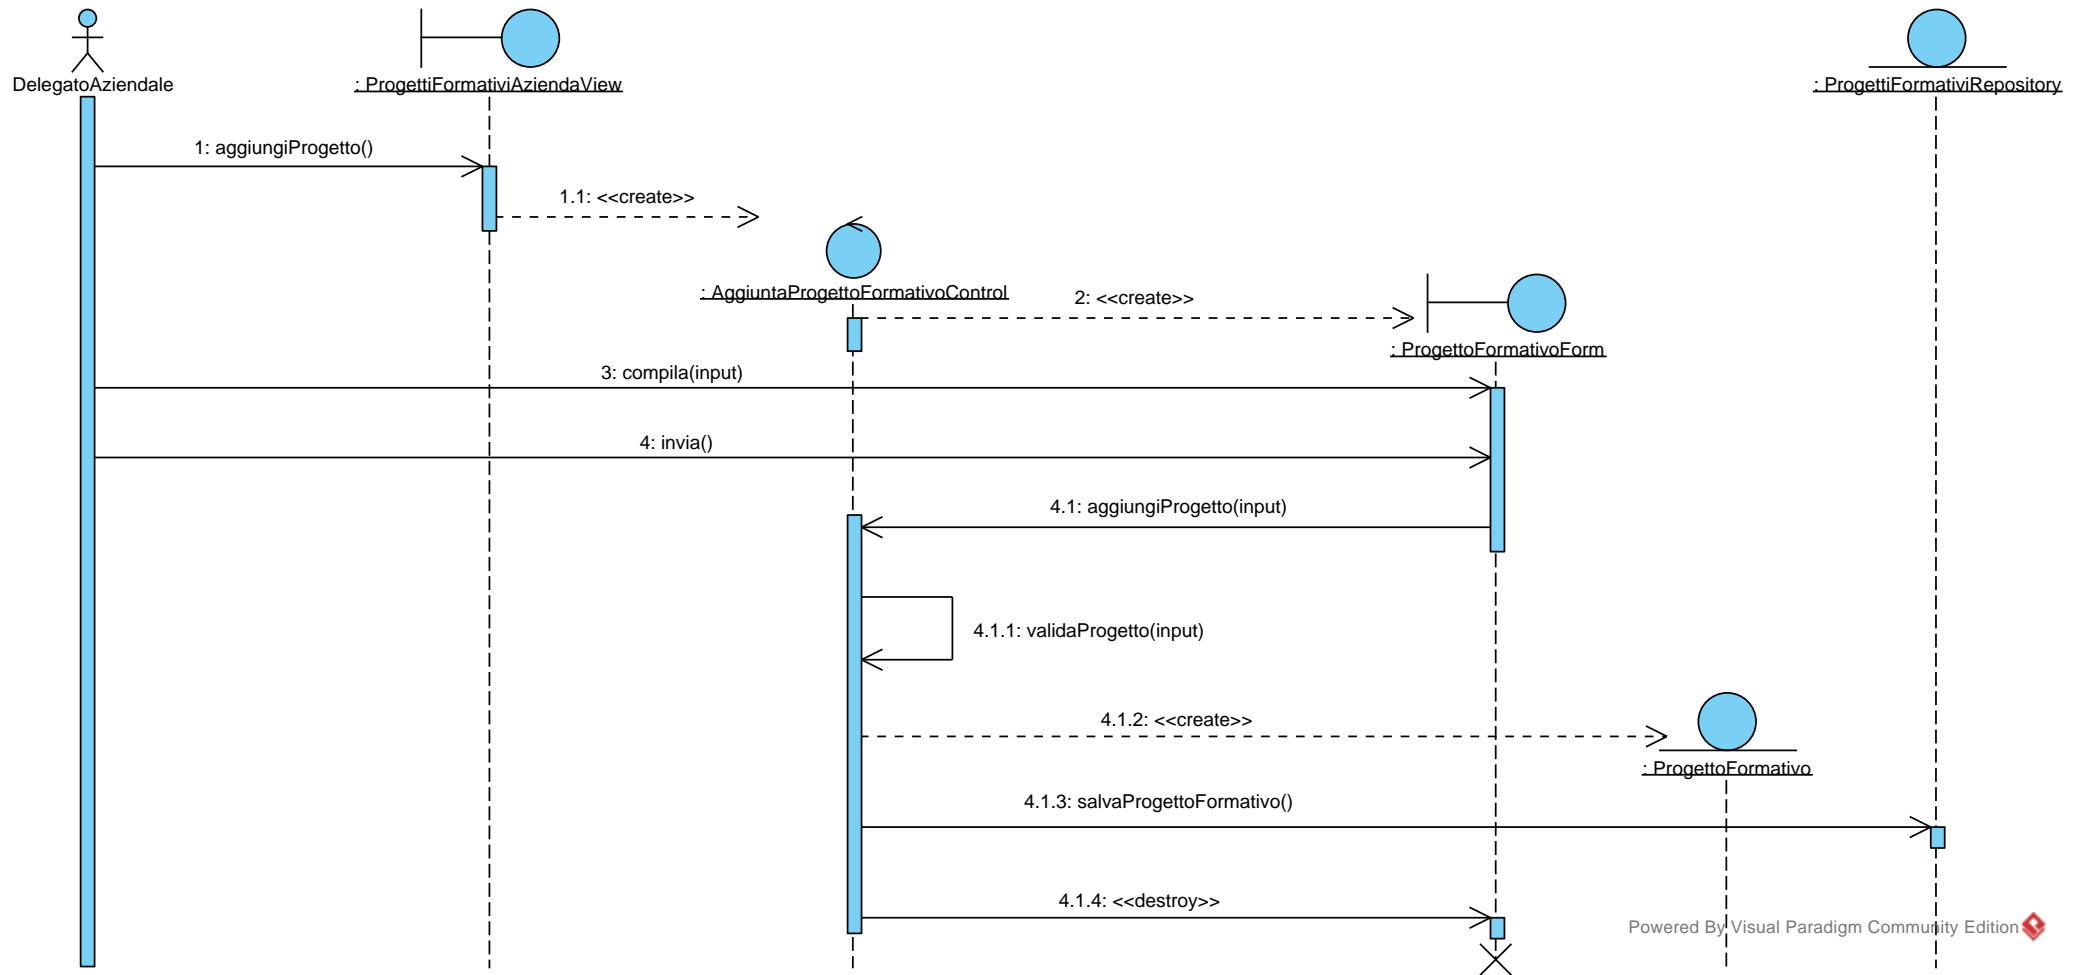 DelegatoAziendale
: ProgettiFormativiAziendaView
: ProgettiFormativiRepository
1: aggiungiProgetto()
1.1: <<create>>
: AggiuntaProgettoFormativoControl
2: <<create>>
: ProgettoFormativoForm
3: compila(input)
4: invia()
4.1: aggiungiProgetto(input)
4.1.1: validaProgetto(input)
4.1.2: <<create>>
: ProgettoFormativo
4.1.3: salvaProgettoFormativo()
4.1.4: <<destroy>>
Powered By Visual Paradigm Community Edition